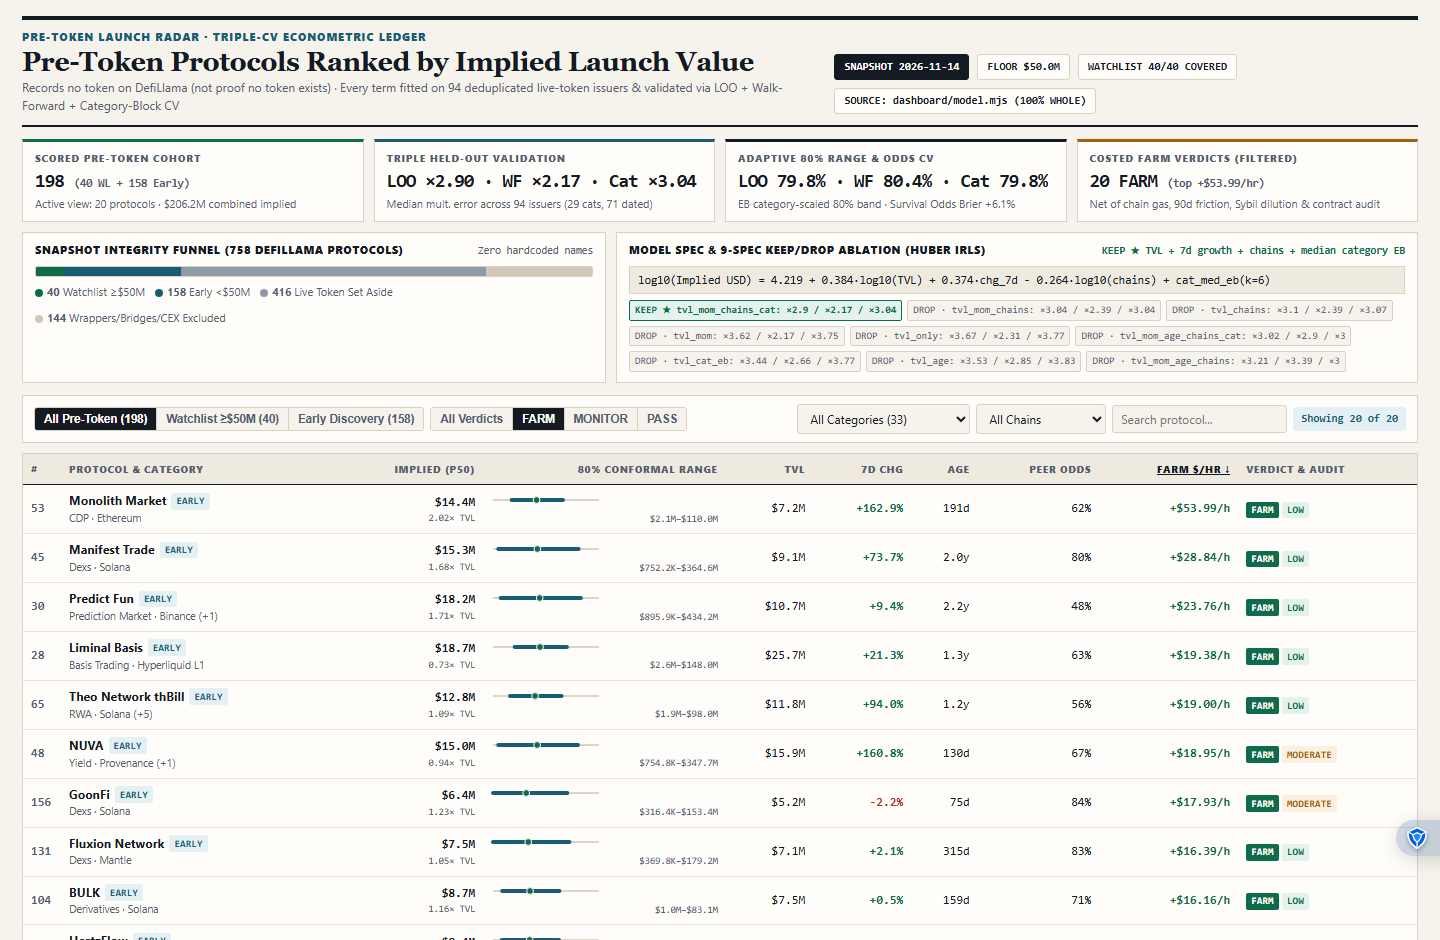 PRE-TOKEN LAUNCH RADAR · TRIPLE-CV ECONOMETRIC LEDGER
Pre-Token Protocols Ranked by Implied Launch Value
Records no token on DefiLlama (not proof no token exists) · Every term fitted on 94 deduplicated live-token issuers & validated via LOO + Walk-
Forward + Category-Block CV
SNAPSHOT 2026-11-14
FLOOR $50.0M
WATCHLIST 40/40 COVERED
SOURCE: dashboard/model.mjs (100% WHOLE)
SCORED PRE-TOKEN COHORT
198 (40 WL + 158 Early)
Active view: 20 protocols · $206.2M combined implied
TRIPLE HELD-OUT VALIDATION
LOO ×2.90 · WF ×2.17 · Cat ×3.04
Median mult. error across 94 issuers (29 cats, 71 dated)
ADAPTIVE 80% RANGE & ODDS CV
LOO 79.8% · WF 80.4% · Cat 79.8%
EB category-scaled 80% band · Survival Odds Brier +6.1%
COSTED FARM VERDICTS (FILTERED)
20 FARM (top +$53.99/hr)
Net of chain gas, 90d friction, Sybil dilution & contract audit
SNAPSHOT INTEGRITY FUNNEL (758 DEFILLAMA PROTOCOLS)
Zero hardcoded names
40 Watchlist ≥$50M
158 Early <$50M
416 Live Token Set Aside
144 Wrappers/Bridges/CEX Excluded
MODEL SPEC & 9-SPEC KEEP/DROP ABLATION (HUBER IRLS)
KEEP ★ TVL + 7d growth + chains + median category EB
log10(Implied USD) = 4.219 + 0.384·log10(TVL) + 0.374·chg_7d − 0.264·log10(chains) + cat_med_eb(k=6)
KEEP ★ tvl_mom_chains_cat: ×2.9 / ×2.17 / ×3.04
DROP · tvl_mom_chains: ×3.04 / ×2.39 / ×3.04
DROP · tvl_chains: ×3.1 / ×2.39 / ×3.07
DROP · tvl_mom: ×3.62 / ×2.17 / ×3.75
DROP · tvl_only: ×3.67 / ×2.31 / ×3.77
DROP · tvl_mom_age_chains_cat: ×3.02 / ×2.9 / ×3
DROP · tvl_cat_eb: ×3.44 / ×2.66 / ×3.77
DROP · tvl_age: ×3.53 / ×2.85 / ×3.83
DROP · tvl_mom_age_chains: ×3.21 / ×3.39 / ×3
All Pre-Token (198)
Watchlist ≥$50M (40)
Early Discovery (158)
All Verdicts
FARM
MONITOR
PASS
All Categories (33)
All Chains
Search protocol...
Showing 20 of 20
# PROTOCOL & CATEGORY IMPLIED (P50) 80% CONFORMAL RANGE TVL 7D CHG AGE PEER ODDS FARM $/HR ↓ VERDICT & AUDIT
53 Monolith Market EARLY $14.4M $7.2M +162.9% 191d 62% +$53.99/h FARM LOW
CDP · Ethereum 2.02× TVL $2.1M–$110.0M
45 Manifest Trade EARLY $15.3M $9.1M +73.7% 2.0y 80% +$28.84/h FARM LOW
Dexs · Solana 1.68× TVL $752.2K–$364.6M
30 Predict Fun EARLY $18.2M $10.7M +9.4% 2.2y 48% +$23.76/h FARM LOW
Prediction Market · Binance (+1) 1.71× TVL $895.9K–$434.2M
28 Liminal Basis EARLY $18.7M $25.7M +21.3% 1.3y 63% +$19.38/h FARM LOW
Basis Trading · Hyperliquid L1 0.73× TVL $2.6M–$148.0M
65 Theo Network thBill EARLY $12.8M $11.8M +94.0% 1.2y 56% +$19.00/h FARM LOW
RWA · Solana (+5) 1.09× TVL $1.9M–$98.0M
48 NUVA EARLY $15.0M $15.9M +160.8% 130d 67% +$18.95/h FARM MODERATE
Yield · Provenance (+1) 0.94× TVL $754.8K–$347.7M
156 GoonFi EARLY $6.4M $5.2M -2.2% 75d 84% +$17.93/h FARM MODERATE
Dexs · Solana 1.23× TVL $316.4K–$153.4M
131 Fluxion Network EARLY $7.5M $7.1M +2.1% 315d 83% +$16.39/h FARM LOW
Dexs · Mantle 1.05× TVL $369.8K–$179.2M
104 BULK EARLY $8.7M $7.5M +0.5% 159d 71% +$16.16/h FARM LOW
Derivatives · Solana 1.16× TVL $1.0M–$83.1M